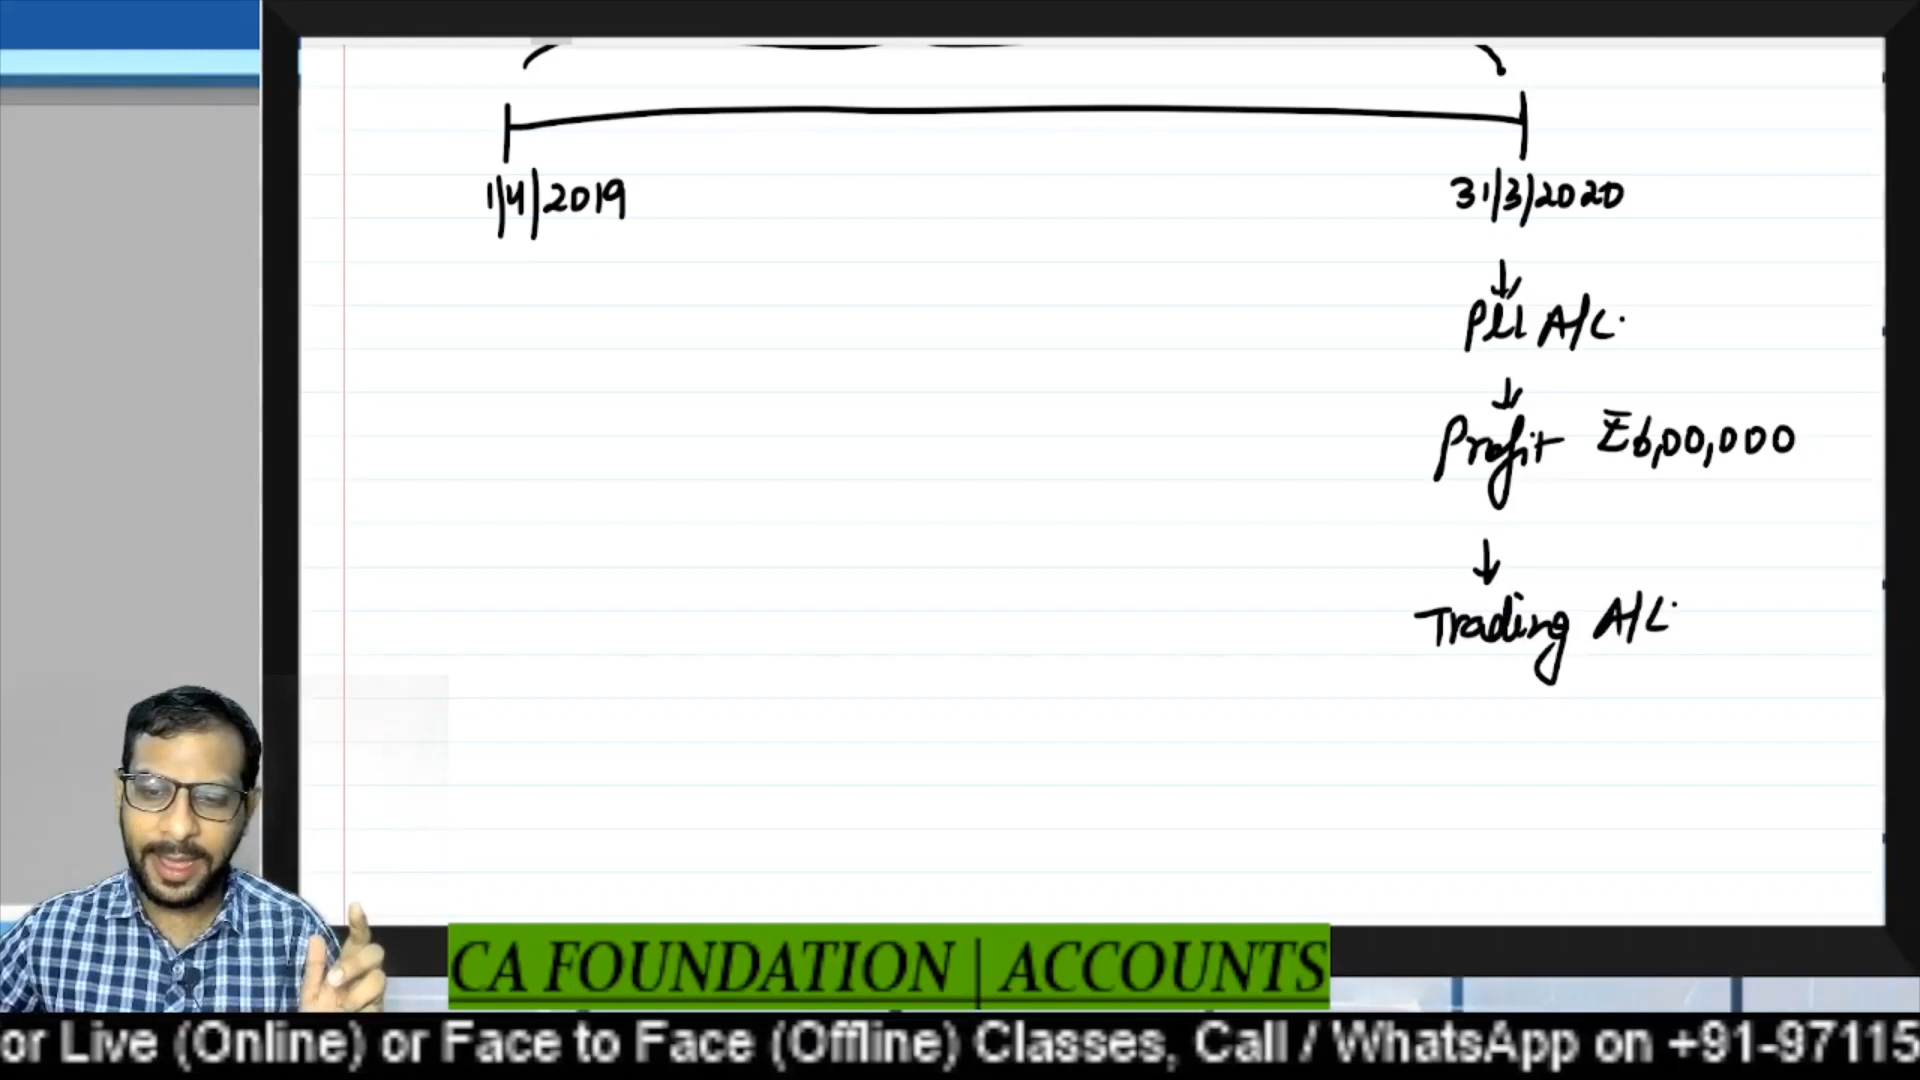 1/4/2019 31/3/2020
↓
P&L A/c.
↓
Profit ₹6,00,000
↓
Trading A/c.
CA FOUNDATION | ACCOUNTS
or Live (Online) or Face to Face (Offline) Classes, Call / WhatsApp on +91-97115